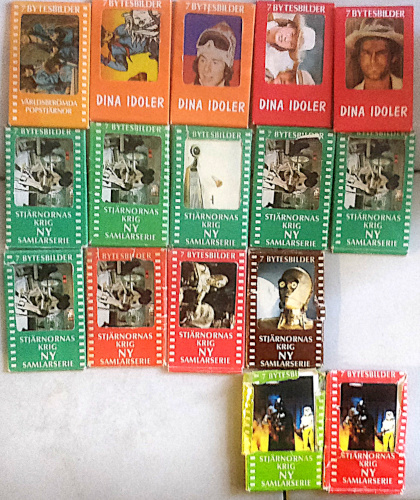 7 BYTESBILDER
VÄRLDSBERÖMDA
POPSTJÄRNOR
7 BYTESBILDER
DINA IDOLER
7 BYTESBILDER
DINA IDOLER
7 BYTESBILDER
DINA IDOLER
7 BYTESBILDER
DINA IDOLER
7 BYTESBILDER
STJÄRNORNAS
KRIG
NY
SAMLARSERIE
7 BYTESBILDER
STJÄRNORNAS
KRIG
NY
SAMLARSERIE
7 BYTESBILDER
STJÄRNORNAS
KRIG
NY
SAMLARSERIE
7 BYTESBILDER
STJÄRNORNAS
KRIG
NY
SAMLARSERIE
7 BYTESBILDER
STJÄRNORNAS
KRIG
NY
SAMLARSERIE
7 BYTESBILDER
STJÄRNORNAS
KRIG
NY
SAMLARSERIE
7 BYTESBILDER
STJÄRNORNAS
KRIG
NY
SAMLARSERIE
7 BYTESBILDER
STJÄRNORNAS
KRIG
NY
SAMLARSERIE
7 BYTESBILDER
STJÄRNORNAS
KRIG
NY
SAMLARSERIE
7 BYTESBILDER
STJÄRNORNAS
KRIG
NY
SAMLARSERIE
7 BYTESBILDER
STJÄRNORNAS
KRIG
NY
SAMLARSERIE